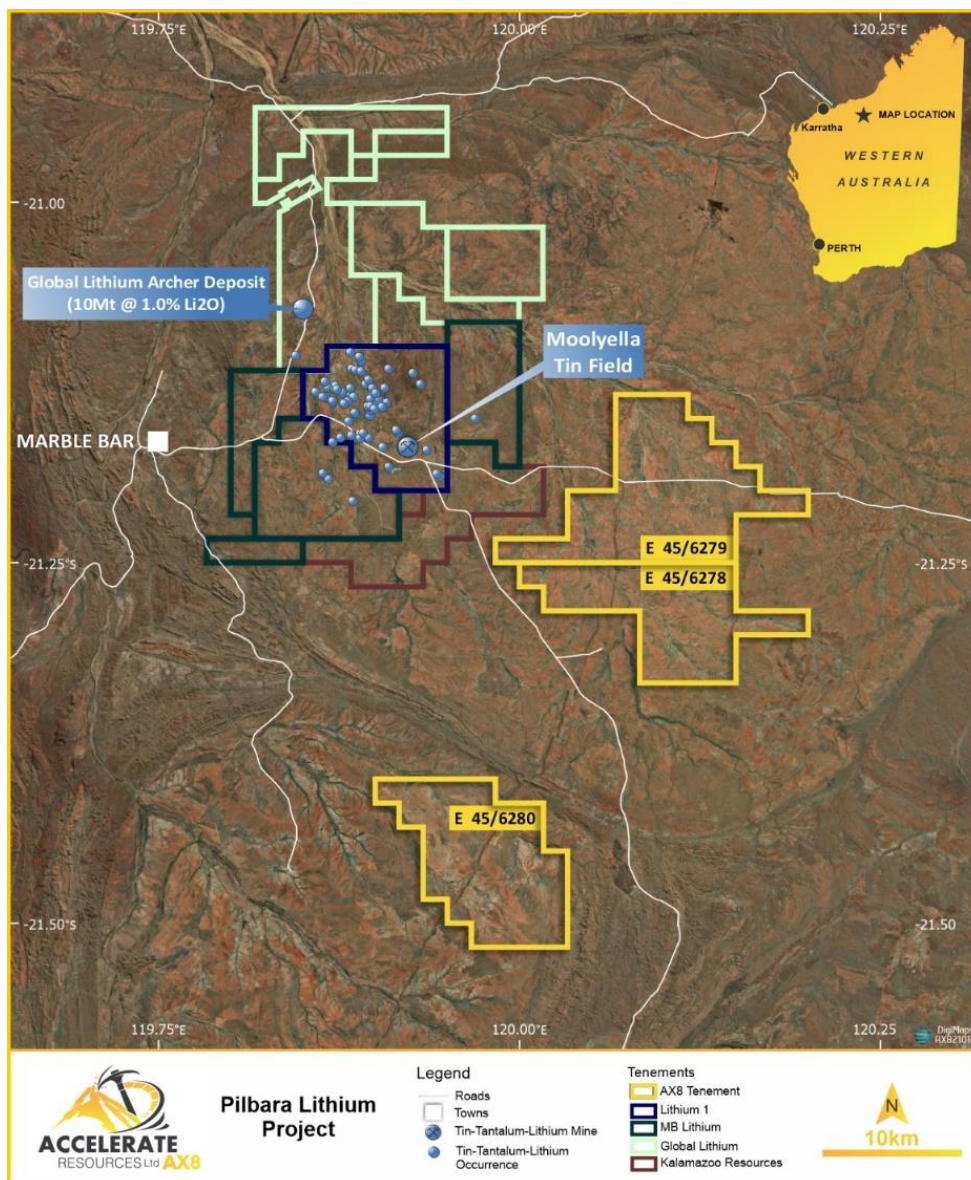 119.75°E
120.00°E
120.25°E
Karratha
MAP LOCATION
WESTERN
AUSTRALIA
PERTH
-21.00
-21.00°S
Global Lithium Archer Deposit
(10Mt @ 1.0% Li2O)
Moolyella
Tin Field
MARBLE BAR
E 45/6279
E 45/6278
-21.25°S
-21.25°S
E 45/6280
-21.50°S
-21.50
119.75°E
120.00°E
120.25
DigiMaps
ACCELERATE
RESOURCES Ltd AX8
Pilbara Lithium
Project
Legend
Roads
Towns
Tin-Tantalum-Lithium Mine
Tin-Tantalum-Lithium
Occurrence
Tenements
AX8 Tenement
Lithium 1
MB Lithium
Global Lithium
Kalamazoo Resources
N
10km